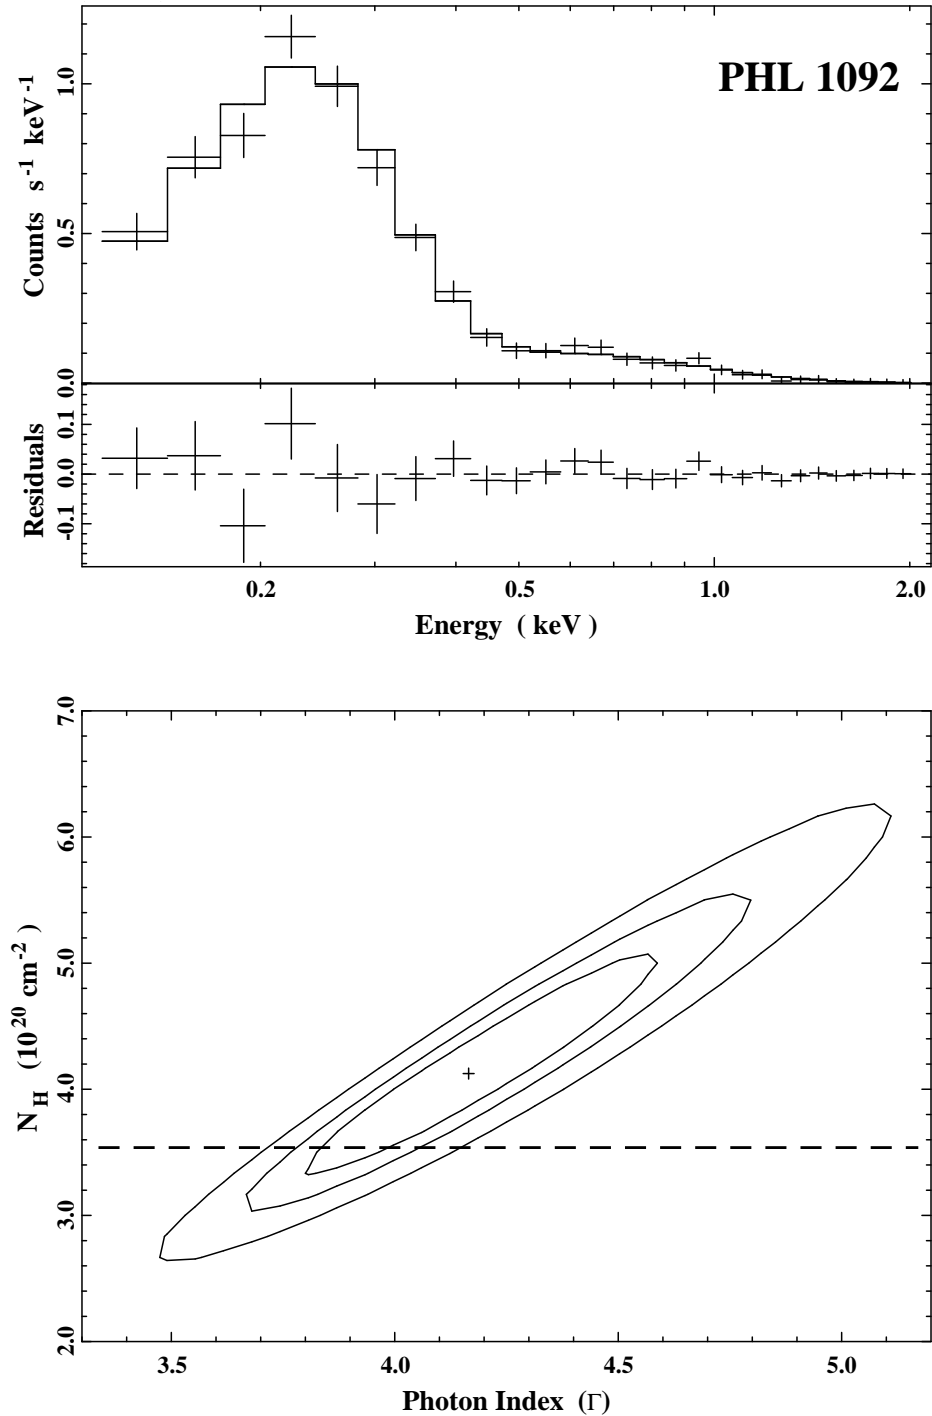 PHL 1092
Counts s-1 keV-1
1.0
0.5
0.0
Residuals
0.1
0.0
-0.1
0.2 0.5 1.0 2.0
Energy ( keV )
NH (10^20 cm-2 )
7.0
6.0
5.0
4.0
3.0
2.0
3.5 4.0 4.5 5.0
Photon Index (Γ)